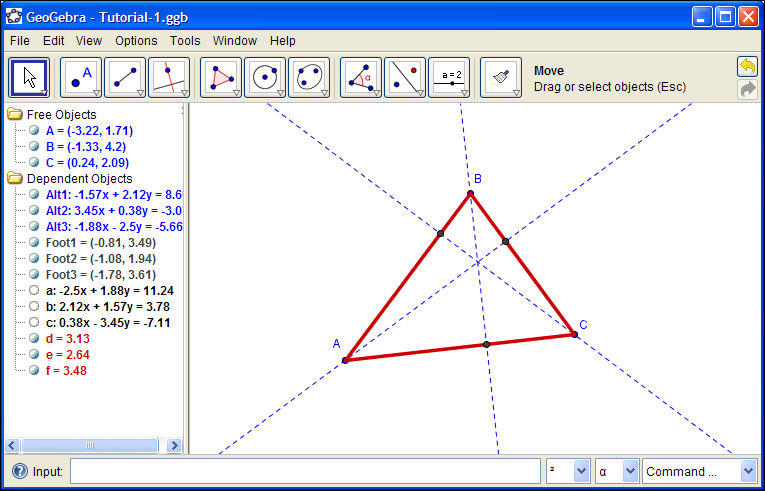 GeoGebra - Tutorial-1.ggb
File Edit View Options Tools Window Help
A
α
a = 2
Move
Drag or select objects (Esc)
Free Objects
A = (-3.22, 1.71)
B = (-1.33, 4.2)
C = (0.24, 2.09)
Dependent Objects
Alt1: -1.57x + 2.12y = 8.6
Alt2: 3.45x + 0.38y = -3.0
Alt3: -1.88x - 2.5y = -5.66
Foot1 = (-0.81, 3.49)
Foot2 = (-1.08, 1.94)
Foot3 = (-1.78, 3.61)
a: -2.5x + 1.88y = 11.24
b: 2.12x + 1.57y = 3.78
c: 0.38x - 3.45y = -7.11
d = 3.13
e = 2.64
f = 3.48
B
A
C
Input: ² α Command ...